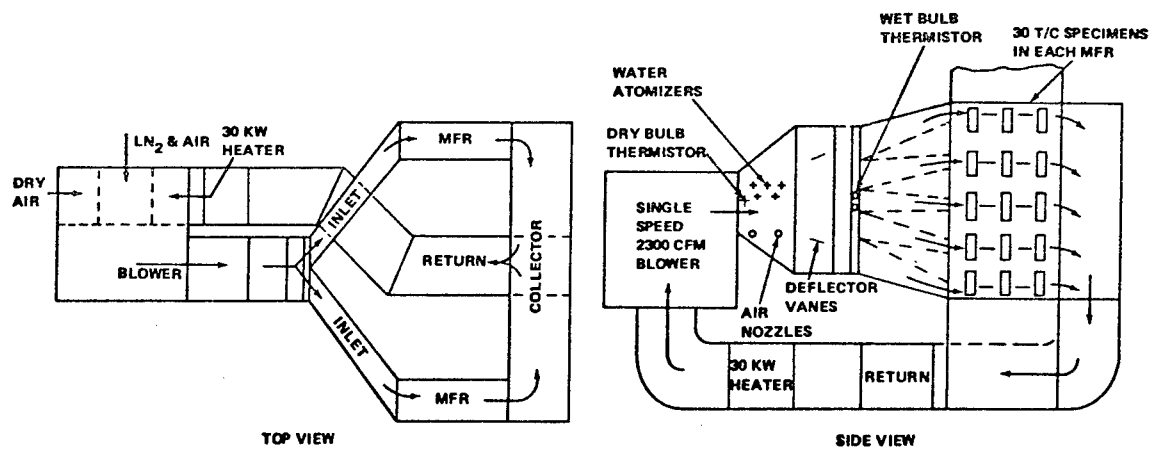 LN2 & AIR
30 KW
HEATER
DRY
AIR
BLOWER
INLET
INLET
MFR
MFR
RETURN
COLLECTOR
TOP VIEW
WET BULB
THERMISTOR
30 T/C SPECIMENS
IN EACH MFR
WATER
ATOMIZERS
DRY BULB
THERMISTOR
SINGLE
SPEED
2300 CFM
BLOWER
DEFLECTOR
VANES
AIR
NOZZLES
30 KW
HEATER
RETURN
SIDE VIEW